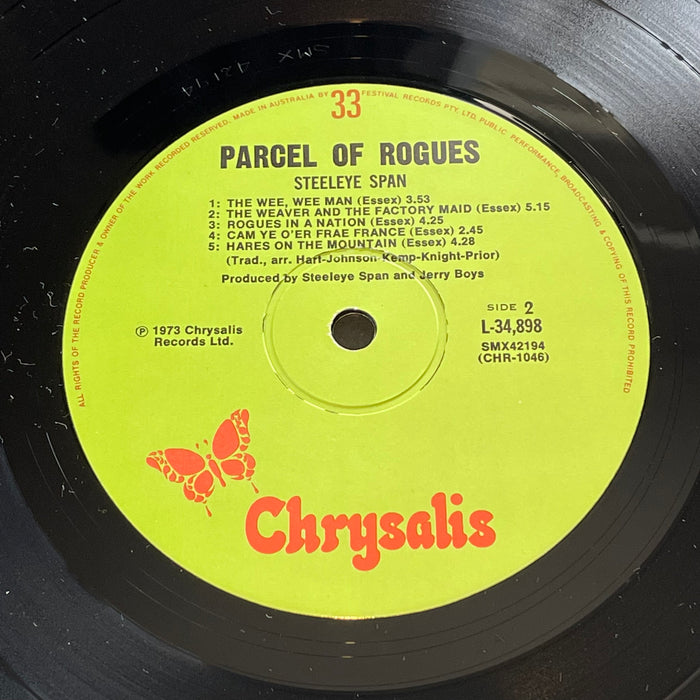 SMX 42194
ALL RIGHTS OF THE RECORD PRODUCER & OWNER OF THE WORK RECORDED RESERVED. MADE IN AUSTRALIA BY FESTIVAL RECORDS PTY. LTD. PUBLIC PERFORMANCE, BROADCASTING & COPYING OF THIS RECORD PROHIBITED
33
PARCEL OF ROGUES
STEELEYE SPAN
1: THE WEE, WEE MAN (Essex) 3.53
2: THE WEAVER AND THE FACTORY MAID (Essex) 5.15
3: ROGUES IN A NATION (Essex) 4.25
4: CAM YE O'ER FRAE FRANCE (Essex) 2.45
5: HARES ON THE MOUNTAIN (Essex) 4.28
(Trad., arr. Hart-Johnson-Kemp-Knight-Prior)
Produced by Steeleye Span and Jerry Boys
SIDE 2
L-34,898
SMX42194
(CHR-1046)
℗ 1973 Chrysalis
Records Ltd.
Chrysalis